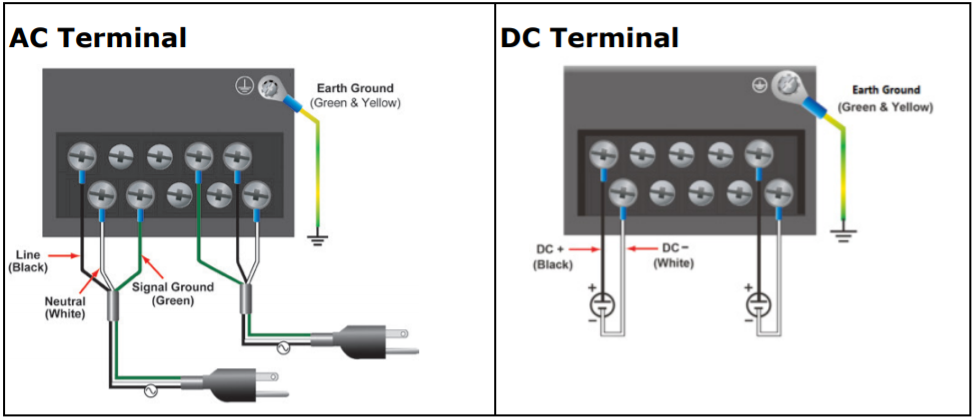 AC Terminal
Earth Ground
(Green & Yellow)
Line
(Black)
Neutral
(White)
Signal Ground
(Green)
DC Terminal
Earth Ground
(Green & Yellow)
DC +
(Black)
DC −
(White)
+
−
+
−